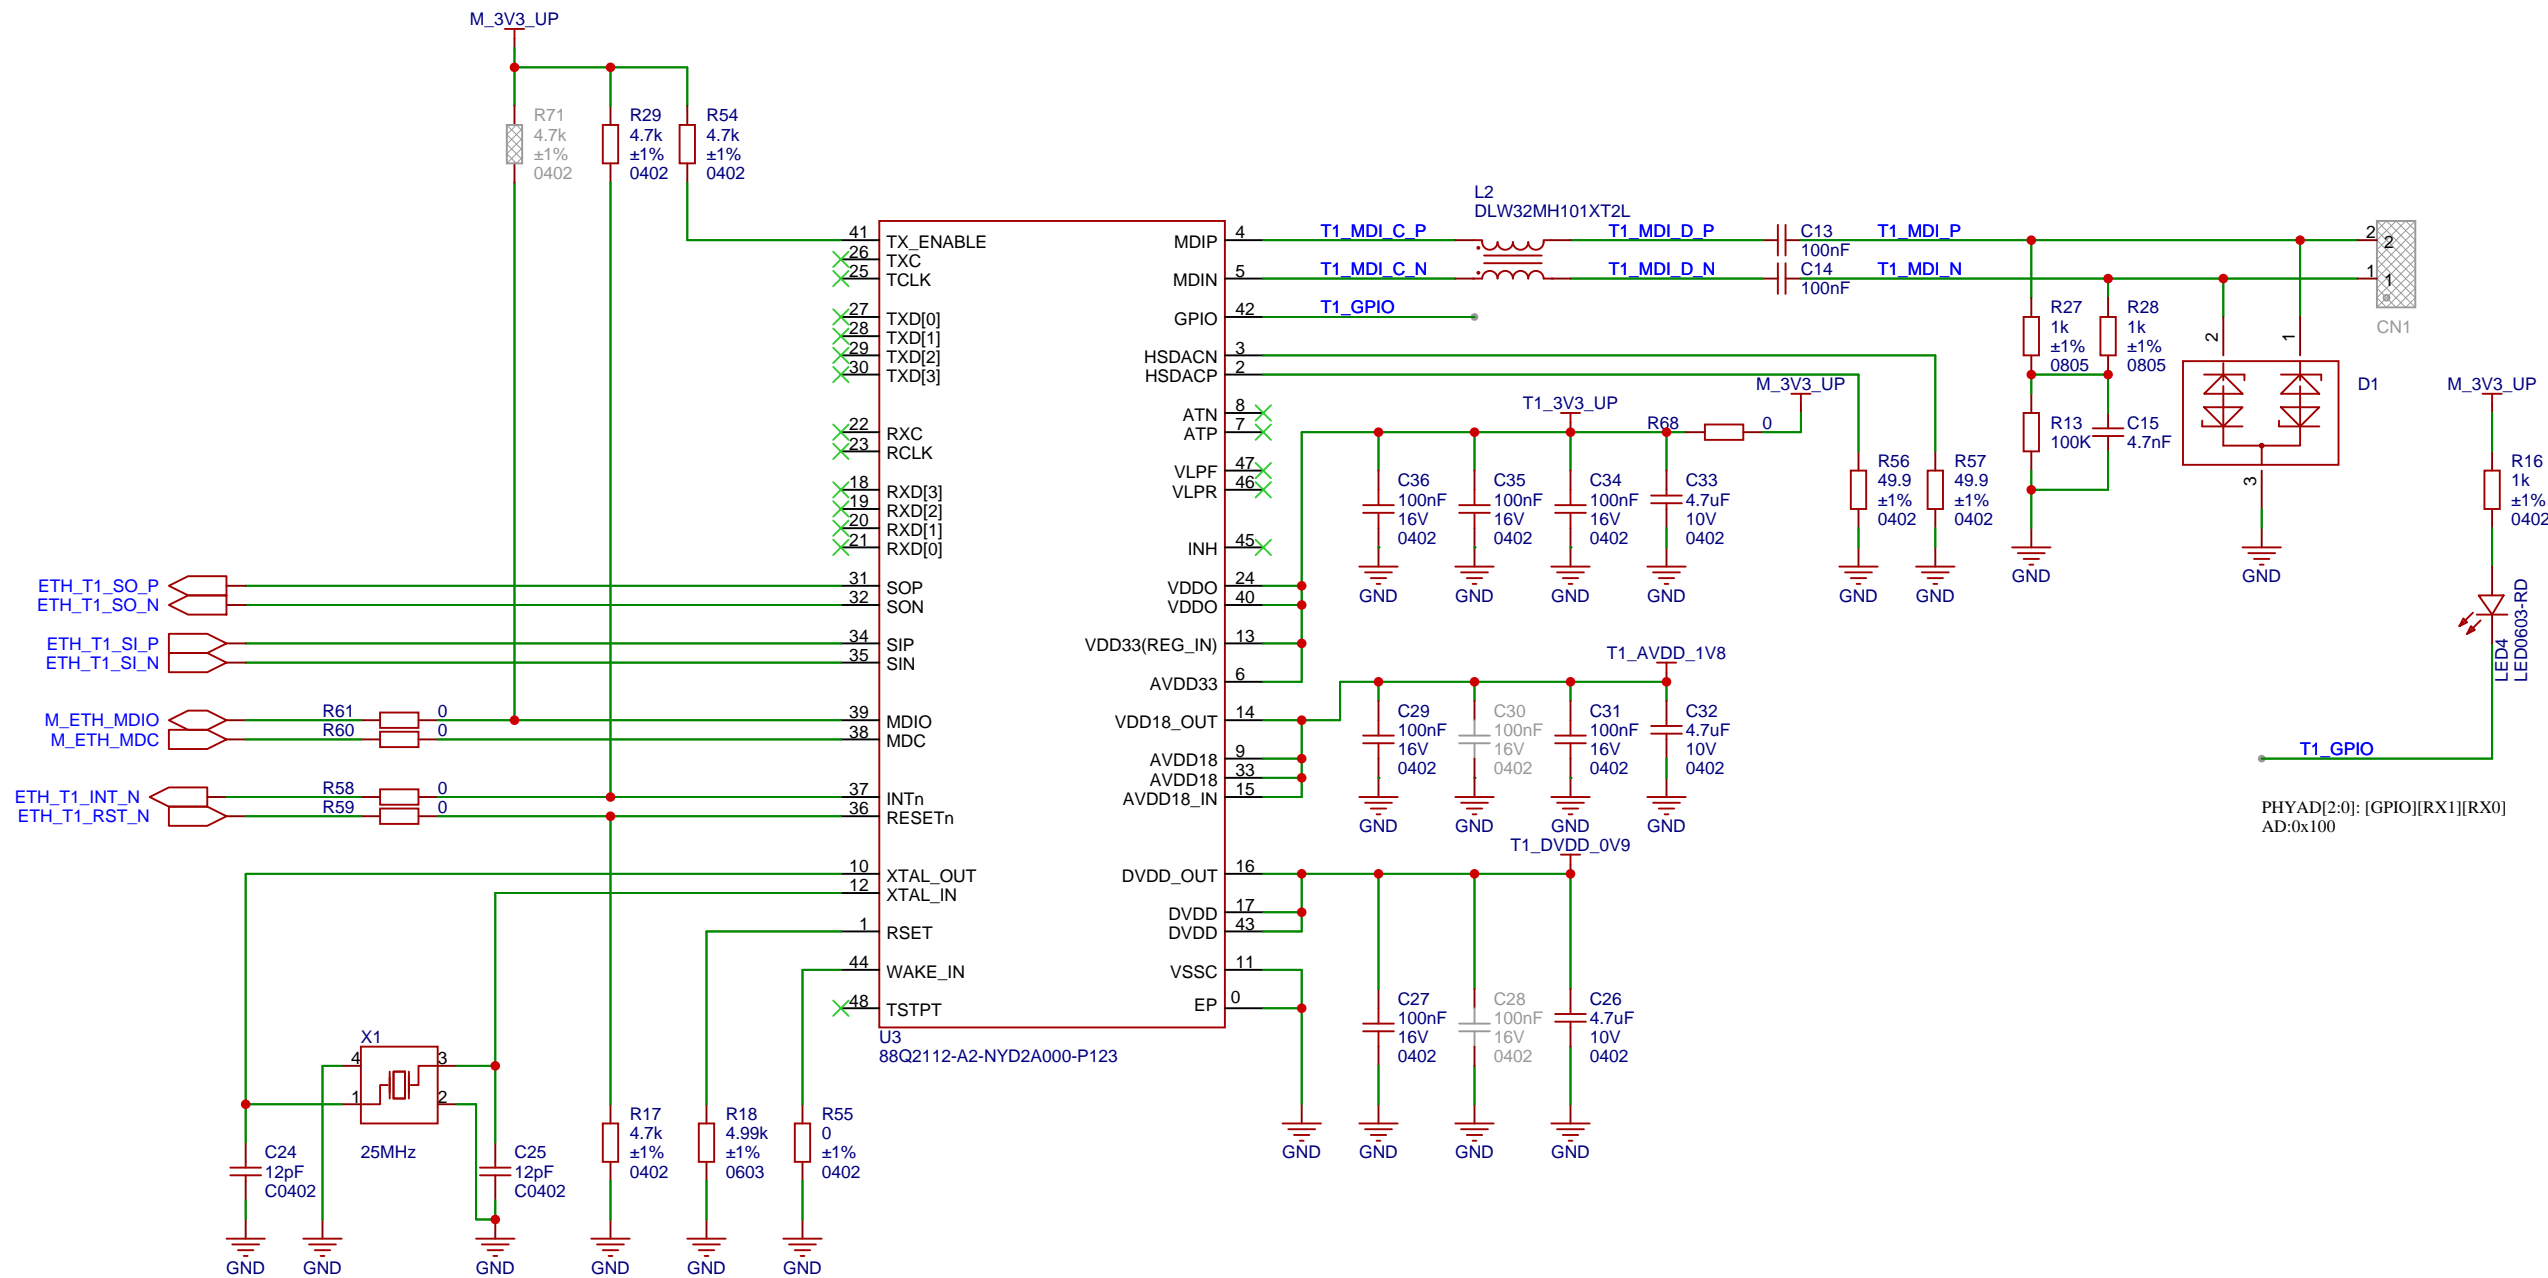 M_3V3_UP
R71
4.7k
±1%
0402
R29
4.7k
±1%
0402
R54
4.7k
±1%
0402
L2
DLW32MH101XT2L
41
TX_ENABLE
26
TXC
25
TCLK
27
TXD[0]
28
TXD[1]
29
TXD[2]
30
TXD[3]
22
RXC
23
RCLK
18
RXD[3]
19
RXD[2]
20
RXD[1]
21
RXD[0]
ETH_T1_SO_P
31
SOP
ETH_T1_SO_N
32
SON
ETH_T1_SI_P
34
SIP
ETH_T1_SI_N
35
SIN
M_ETH_MDIO
R61
0
39
MDIO
M_ETH_MDC
R60
0
38
MDC
ETH_T1_INT_N
R58
0
37
INTn
ETH_T1_RST_N
R59
0
36
RESETn
10
XTAL_OUT
12
XTAL_IN
1
RSET
44
WAKE_IN
48
TSTPT
U3
88Q2112-A2-NYD2A000-P123
MDIP
4
T1_MDI_C_P
T1_MDI_D_P
C13
100nF
T1_MDI_P
2
2
MDIN
5
T1_MDI_C_N
T1_MDI_D_N
C14
100nF
T1_MDI_N
1
1
CN1
GPIO
42
T1_GPIO
HSDACN
3
HSDACP
2
ATN
8
ATP
7
VLPF
47
VLPR
46
INH
45
VDDO
24
VDDO
40
VDD33(REG_IN)
13
AVDD33
6
VDD18_OUT
14
AVDD18
9
AVDD18
33
AVDD18_IN
15
DVDD_OUT
16
DVDD
17
DVDD
43
VSSC
11
EP
0
R27
1k
±1%
0805
R28
1k
±1%
0805
R13
100K
C15
4.7nF
GND
2
1
D1
3
GND
M_3V3_UP
R16
1k
±1%
0402
LED4
LED0603-RD
T1_GPIO
PHYAD[2:0]: [GPIO][RX1][RX0]
AD:0x100
T1_3V3_UP
R68
0
M_3V3_UP
C36
100nF
16V
0402
GND
C35
100nF
16V
0402
GND
C34
100nF
16V
0402
GND
C33
4.7uF
10V
0402
GND
R56
49.9
±1%
0402
GND
R57
49.9
±1%
0402
GND
T1_AVDD_1V8
C29
100nF
16V
0402
GND
C30
100nF
16V
0402
GND
C31
100nF
16V
0402
GND
C32
4.7uF
10V
0402
GND
T1_DVDD_0V9
C27
100nF
16V
0402
GND
C28
100nF
16V
0402
GND
C26
4.7uF
10V
0402
GND
GND
X1
4
3
1
2
25MHz
C24
12pF
C0402
GND
GND
C25
12pF
C0402
GND
R17
4.7k
±1%
0402
GND
R18
4.99k
±1%
0603
GND
R55
0
±1%
0402
GND